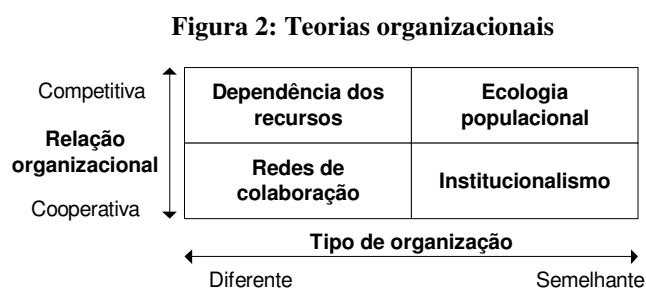 Figura 2: Teorias organizacionais
Competitiva
Relação
organizacional
Cooperativa
Dependência dos
recursos
Ecologia
populacional
Redes de
colaboração
Institucionalismo
Tipo de organização
Diferente
Semelhante